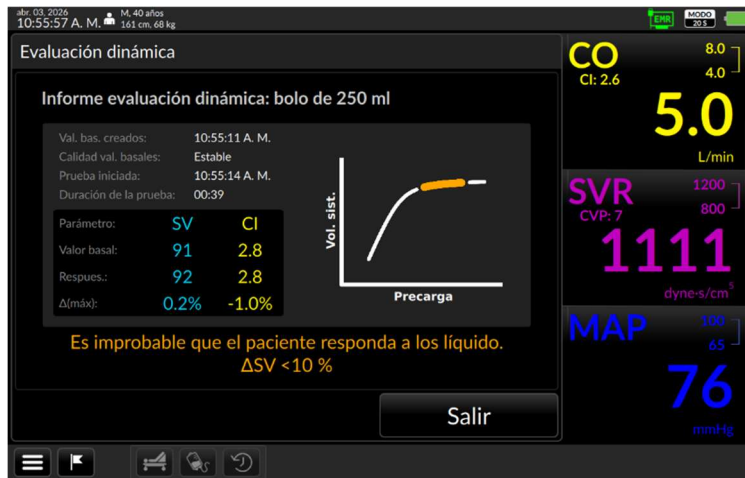 abr. 03, 2026
10:55:57 A. M.
M, 40 años
161 cm, 68 kg
EMR
MODO
20 S
Evaluación dinámica
Informe evaluación dinámica: bolo de 250 ml
Val. bas. creados: 10:55:11 A. M.
Calidad val. basales: Estable
Prueba iniciada: 10:55:14 A. M.
Duración de la prueba: 00:39
Parámetro: SV CI
Valor basal: 91 2.8
Respues.: 92 2.8
Δ(máx): 0.2% -1.0%
Vol. sist.
Precarga
Es improbable que el paciente responda a los líquido.
ΔSV <10 %
Salir
CO
CI: 2.6
8.0
4.0
5.0
L/min
SVR
CVP: 7
1200
800
1111
dyne·s/cm⁵
MAP
100
65
76
mmHg